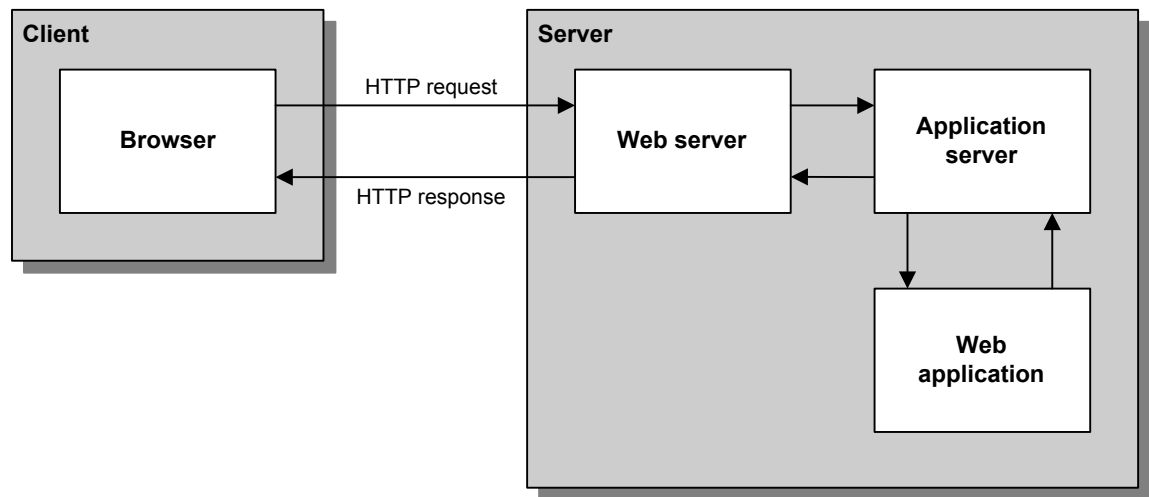 Client
Server
HTTP request
Browser
Web server
Application
server
HTTP response
Web
application